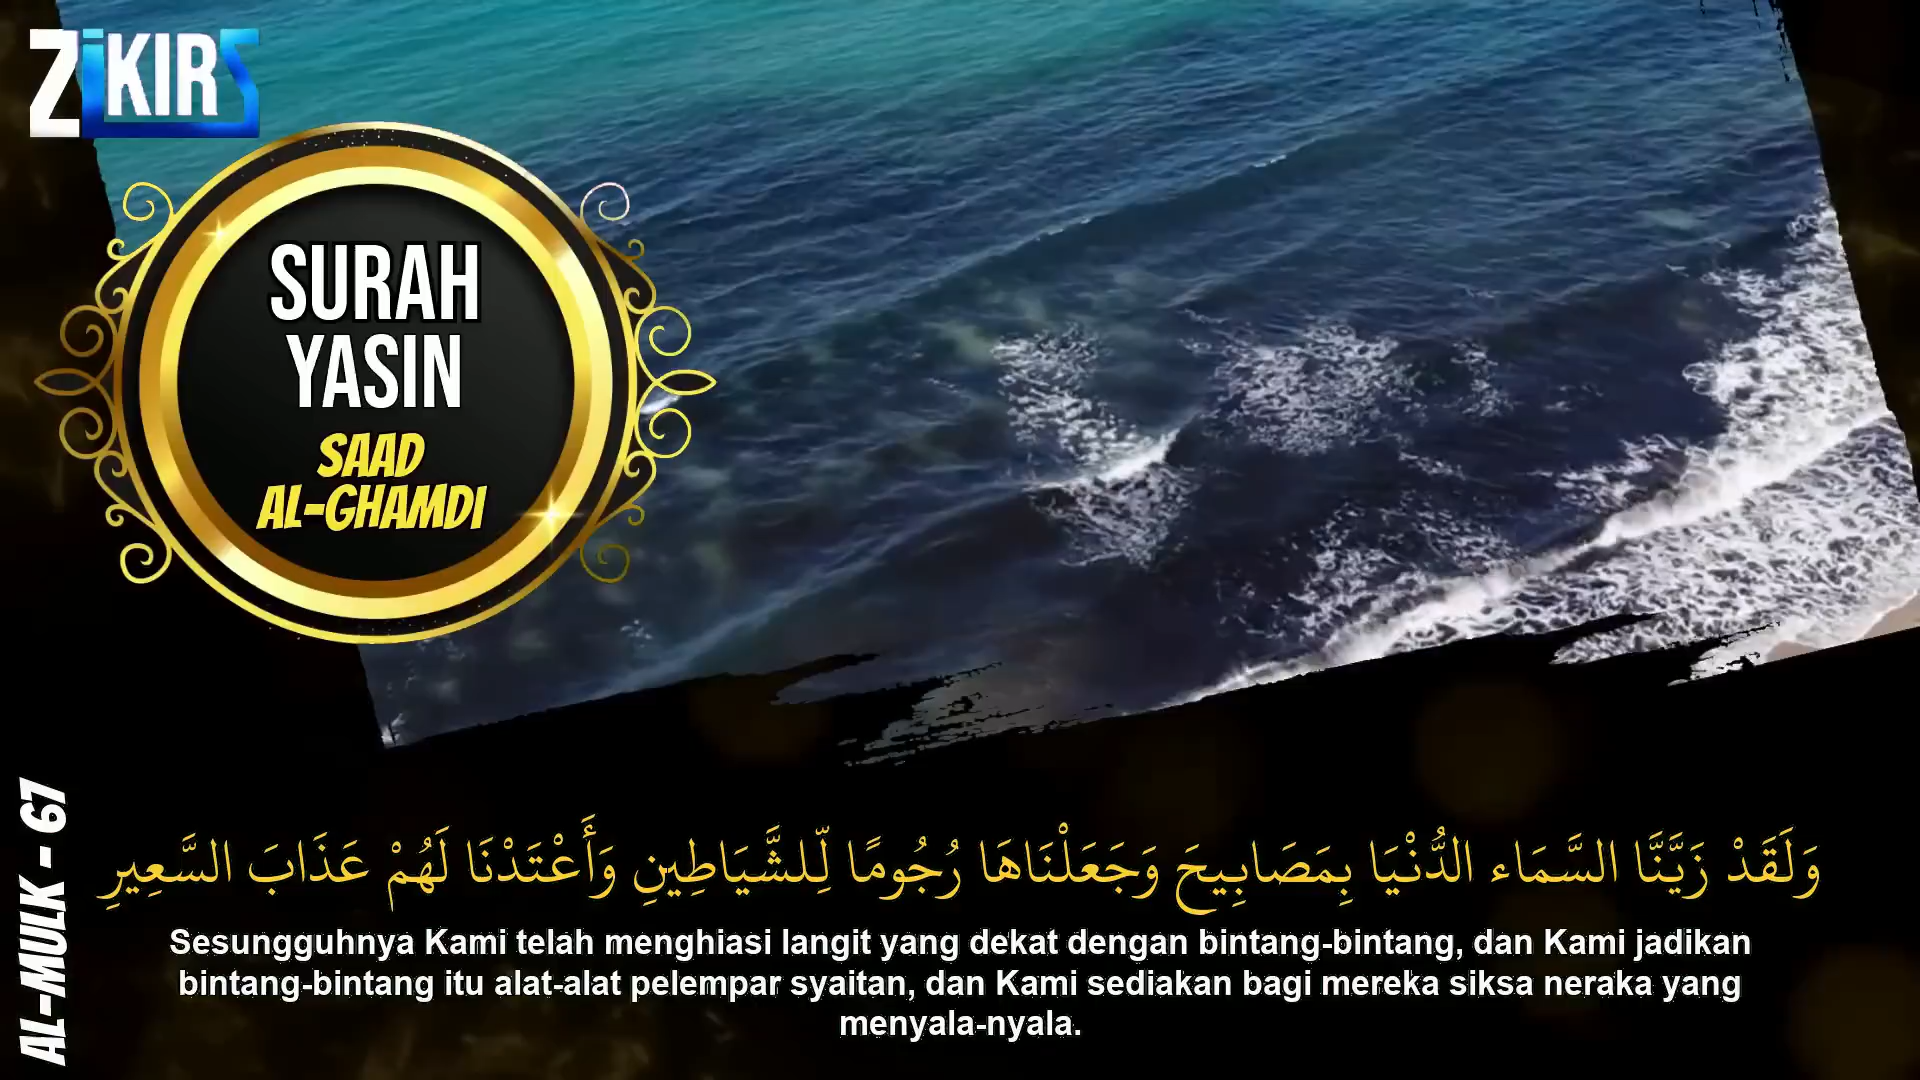 ZiKIRS
SURAH
YASIN
SAAD
AL-GHAMDI
AL-MULK - 67
وَلَقَدْ زَيَّنَّا السَّمَاء الدُّنْيَا بِمَصَابِيحَ وَجَعَلْنَاهَا رُجُومًا لِّلشَّيَاطِينِ وَأَعْتَدْنَا لَهُمْ عَذَابَ السَّعِيرِ
Sesungguhnya Kami telah menghiasi langit yang dekat dengan bintang-bintang, dan Kami jadikan
bintang-bintang itu alat-alat pelempar syaitan, dan Kami sediakan bagi mereka siksa neraka yang
menyala-nyala.